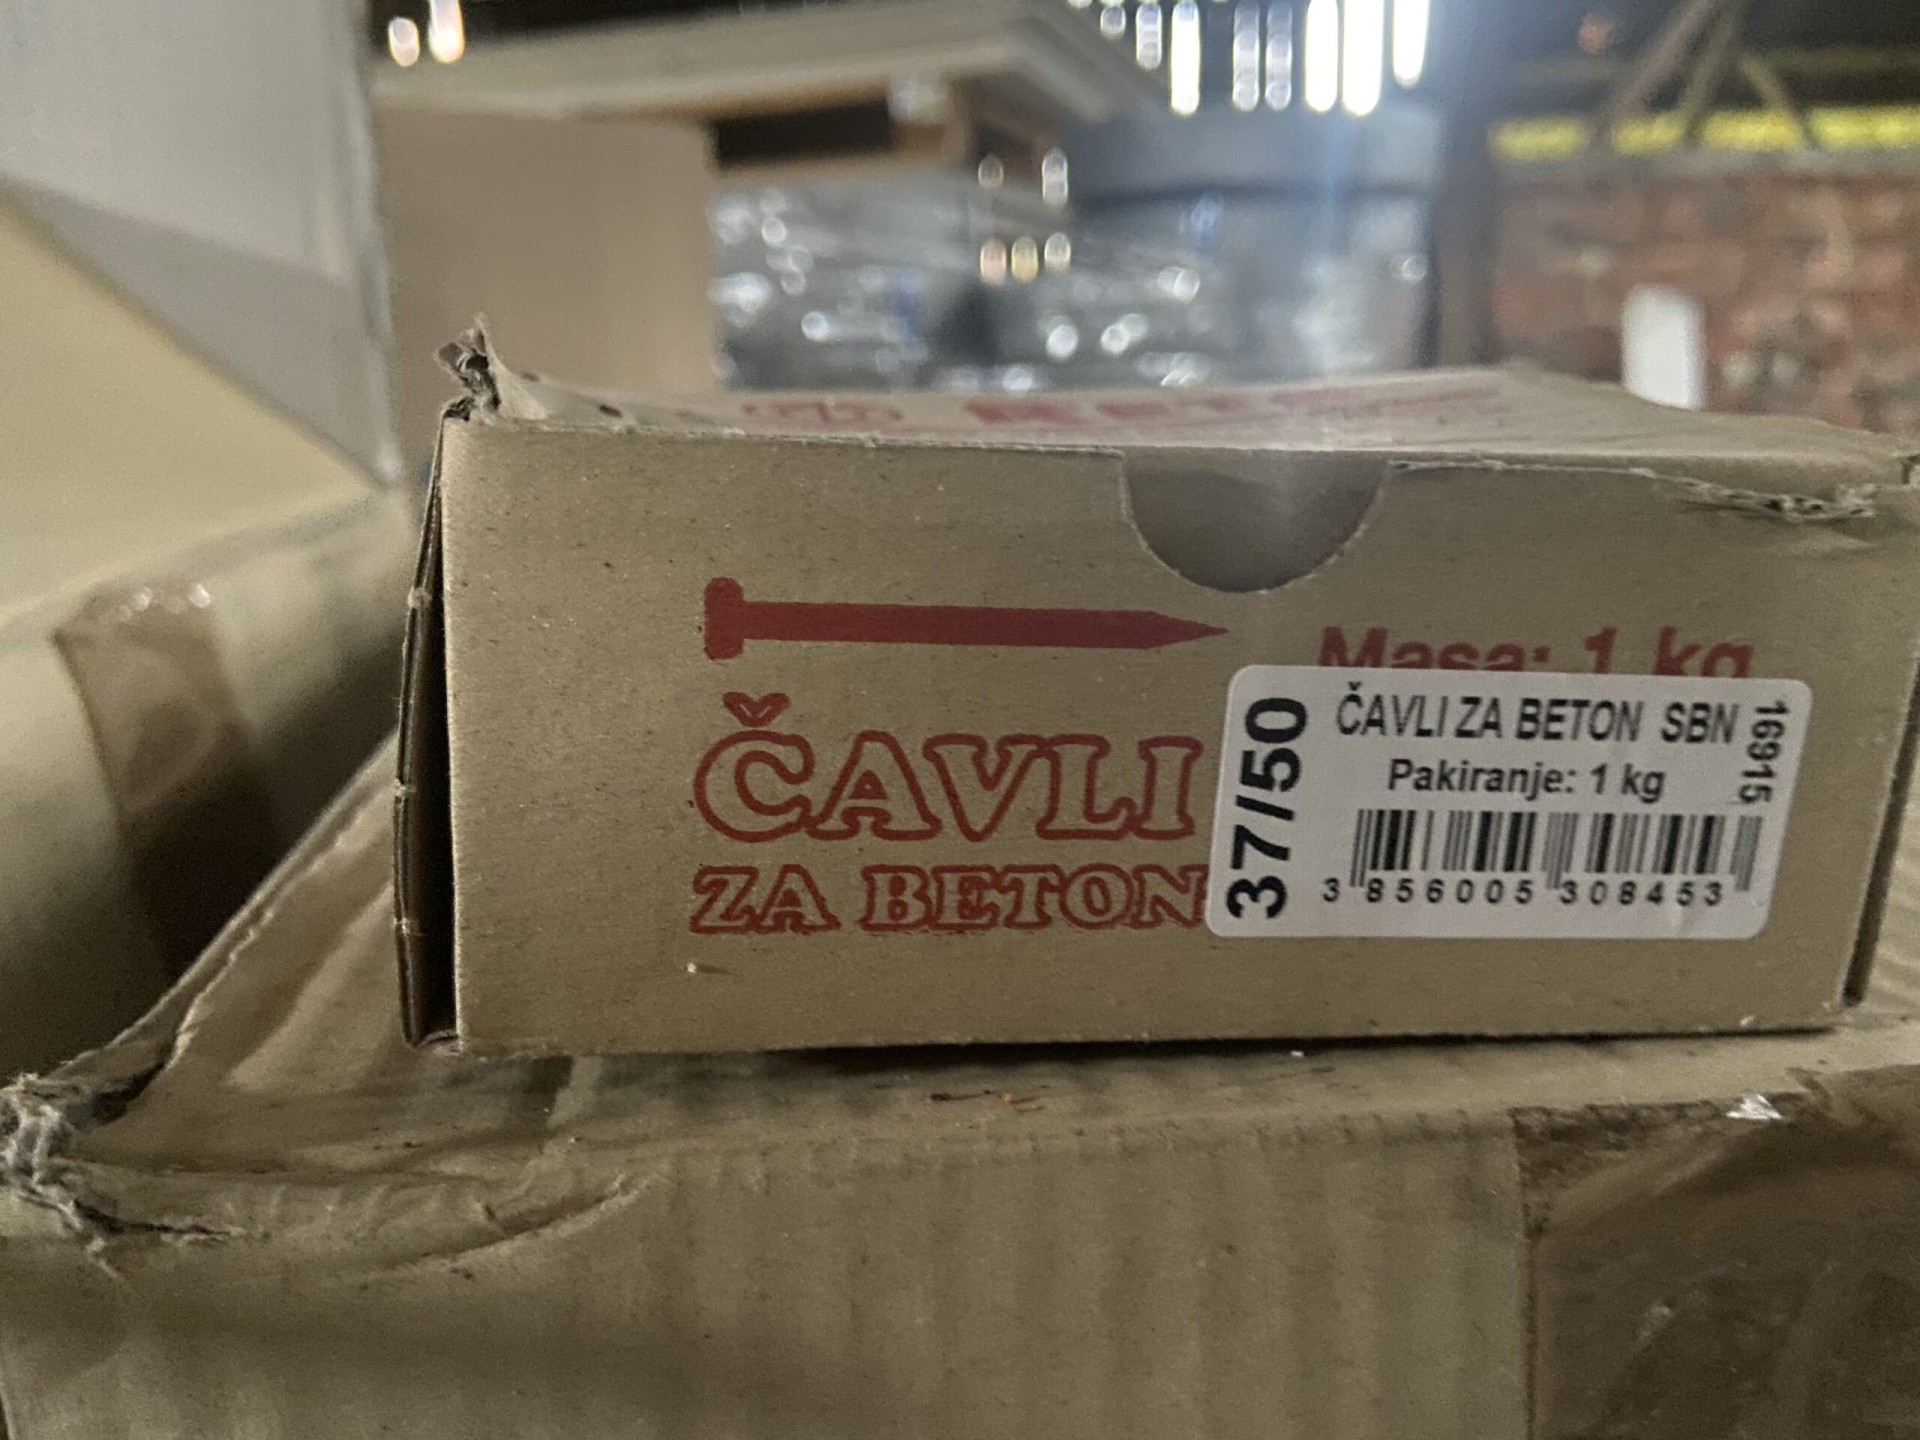 Masa: 1 kg
ČAVLI
ZA BETON
37/50
ČAVLI ZA BETON SBN
16915
Pakiranje: 1 kg
3 856005 308453